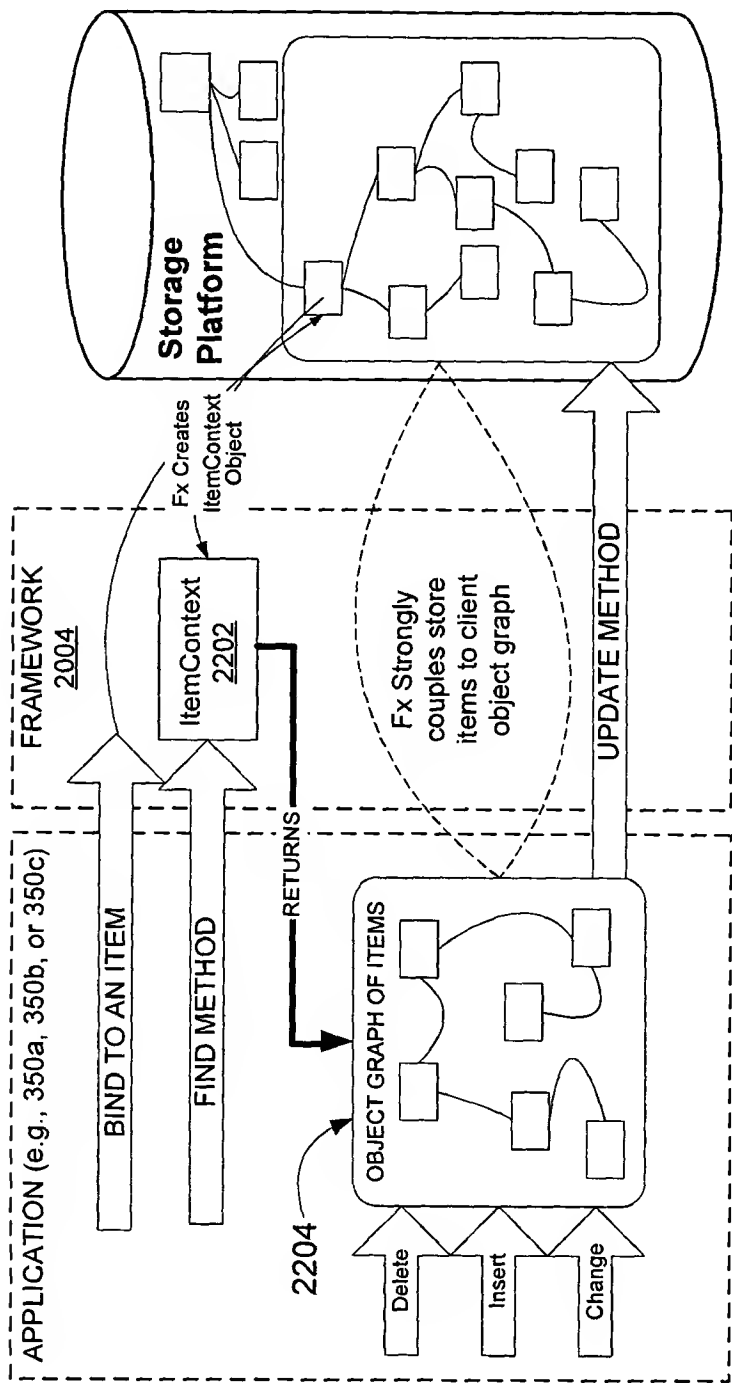 APPLICATION (e.g., 350a, 350b, or 350c)
BIND TO AN ITEM
FIND METHOD
RETURNS
2204
OBJECT GRAPH OF ITEMS
Delete
Insert
Change
FRAMEWORK
2004
ItemContext
2202
Fx Strongly
couples store
items to client
object graph
UPDATE METHOD
Fx Creates
ItemContext
Object
Storage
Platform